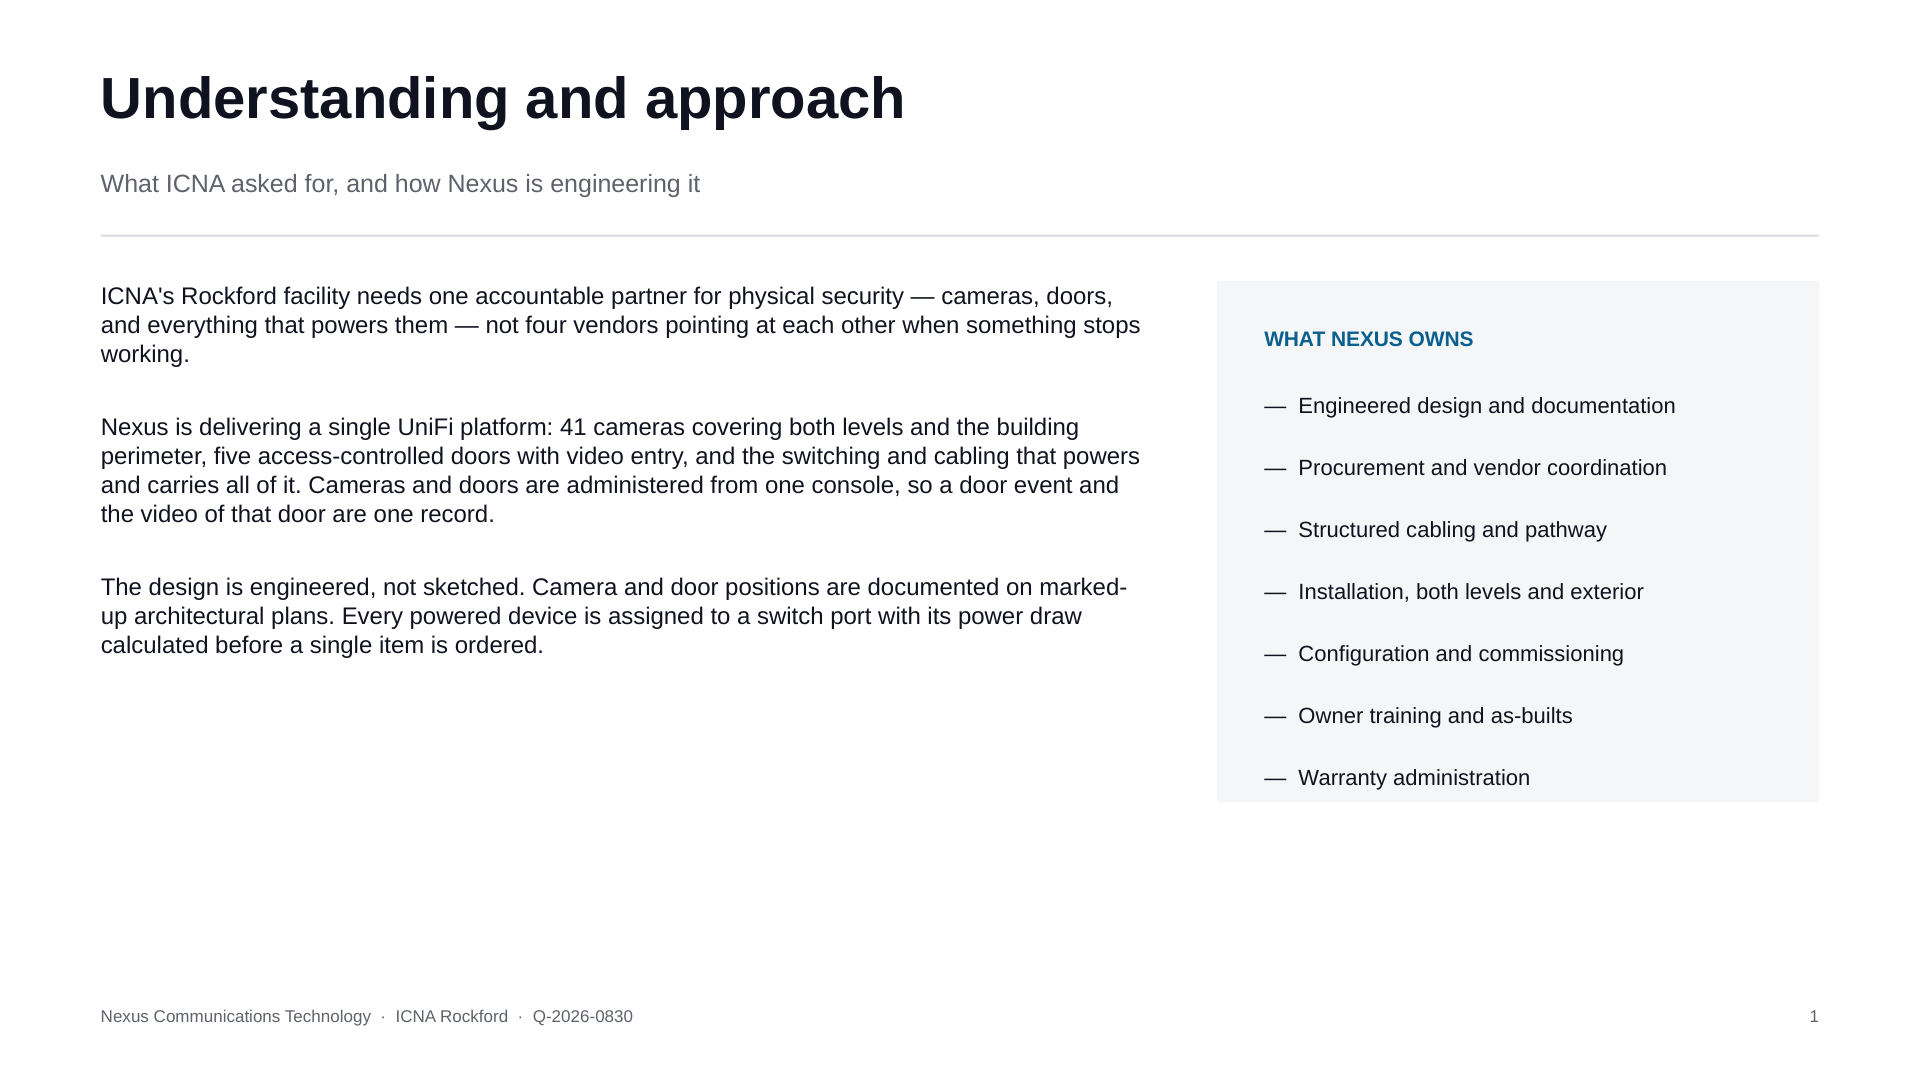 Understanding and approach
What ICNA asked for, and how Nexus is engineering it
ICNA's Rockford facility needs one accountable partner for physical security — cameras, doors,
and everything that powers them — not four vendors pointing at each other when something stops
working.
Nexus is delivering a single UniFi platform: 41 cameras covering both levels and the building
perimeter, five access-controlled doors with video entry, and the switching and cabling that powers
and carries all of it. Cameras and doors are administered from one console, so a door event and
the video of that door are one record.
The design is engineered, not sketched. Camera and door positions are documented on marked-
up architectural plans. Every powered device is assigned to a switch port with its power draw
calculated before a single item is ordered.
WHAT NEXUS OWNS
— Engineered design and documentation
— Procurement and vendor coordination
— Structured cabling and pathway
— Installation, both levels and exterior
— Configuration and commissioning
— Owner training and as-builts
— Warranty administration
Nexus Communications Technology · ICNA Rockford · Q-2026-0830
1